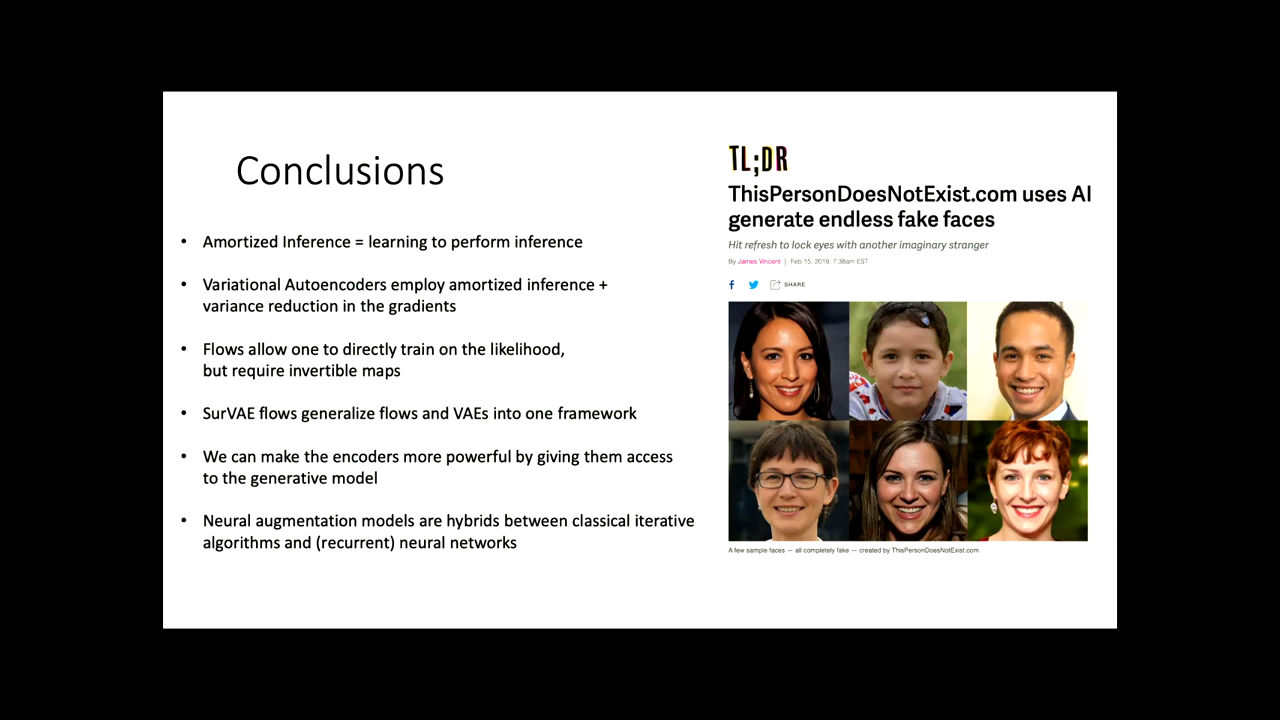 Conclusions
• Amortized Inference = learning to perform inference
• Variational Autoencoders employ amortized inference +
variance reduction in the gradients
• Flows allow one to directly train on the likelihood,
but require invertible maps
• SurVAE flows generalize flows and VAEs into one framework
• We can make the encoders more powerful by giving them access
to the generative model
• Neural augmentation models are hybrids between classical iterative
algorithms and (recurrent) neural networks
TL;DR
ThisPersonDoesNotExist.com uses AI
generate endless fake faces
Hit refresh to lock eyes with another imaginary stranger
By James Vincent | Feb 15, 2019, 7:38am EST
SHARE
A few sample faces — all completely fake — created by ThisPersonDoesNotExist.com